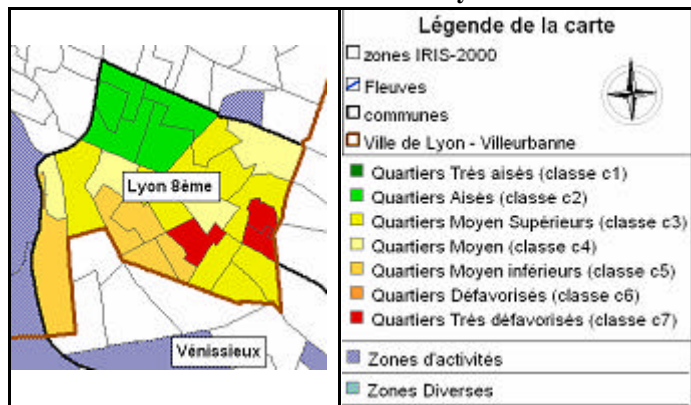 Lyon 8ème
Vénissieux
Légende de la carte
zones IRIS-2000
Fleuves
communes
Ville de Lyon - Villeurbanne
Quartiers Très aisés (classe c1)
Quartiers Aisés (classe c2)
Quartiers Moyen Supérieurs (classe c3)
Quartiers Moyen (classe c4)
Quartiers Moyen inférieurs (classe c5)
Quartiers Défavorisés (classe c6)
Quartiers Très défavorisés (classe c7)
Zones d'activités
Zones Diverses